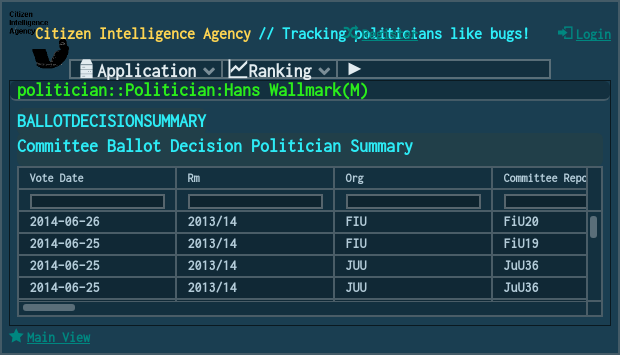 Citizen
Intelligence
Agency
Citizen Intelligence Agency // Tracking politicians like bugs!
Login
Application
Ranking
politician::Politician:Hans Wallmark(M)
BALLOTDECISIONSUMMARY
Committee Ballot Decision Politician Summary
Vote Date Rm Org Committee Repo
2014-06-26 2013/14 FIU FiU20
2014-06-25 2013/14 FIU FiU19
2014-06-25 2013/14 JUU JuU36
2014-06-25 2013/14 JUU JuU36
Main View